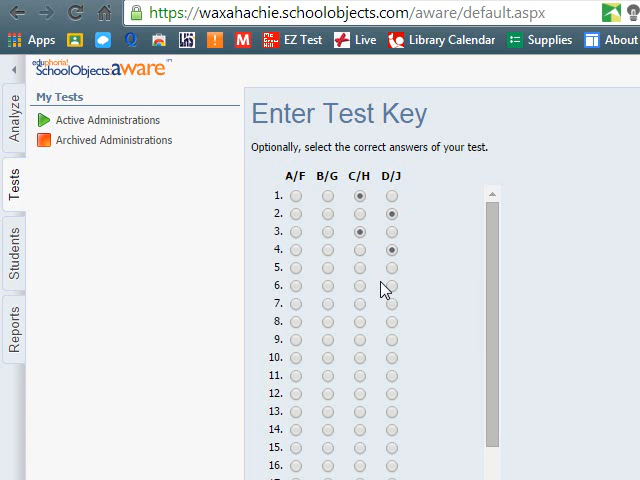 https://waxahachie.schoolobjects.com/aware/default.aspx
Apps EZ Test Live Library Calendar Supplies About
eduphoria!
SchoolObjects:aware
My Tests
Active Administrations
Archived Administrations
Analyze
Tests
Students
Reports
Enter Test Key
Optionally, select the correct answers of your test.
A/F B/G C/H D/J
1.
2.
3.
4.
5.
6.
7.
8.
9.
10.
11.
12.
13.
14.
15.
16.